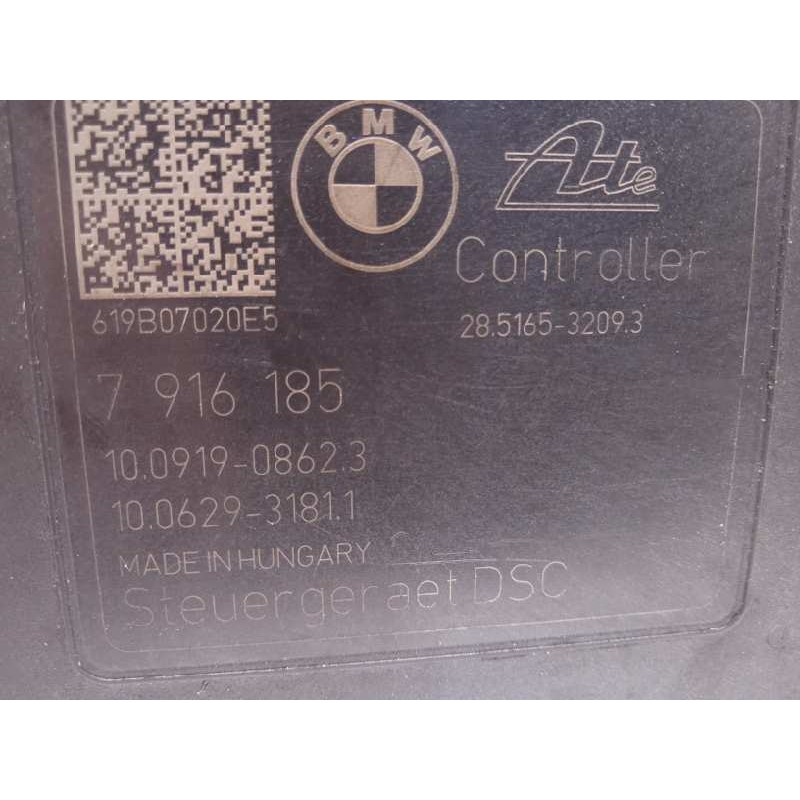 BMW
Ate
Controller
619B07020E5
28.5165-3209.3
7 916 185
10.0919-0862.3
10.0629-3181.1
MADE IN HUNGARY
Steuergeraet DSC